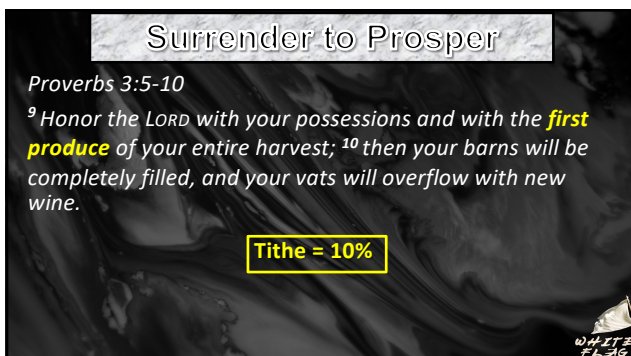 Surrender to Prosper
Proverbs 3:5-10
9 Honor the LORD with your possessions and with the first
produce of your entire harvest; 10 then your barns will be
completely filled, and your vats will overflow with new
wine.
Tithe = 10%
WHITE
FLAG